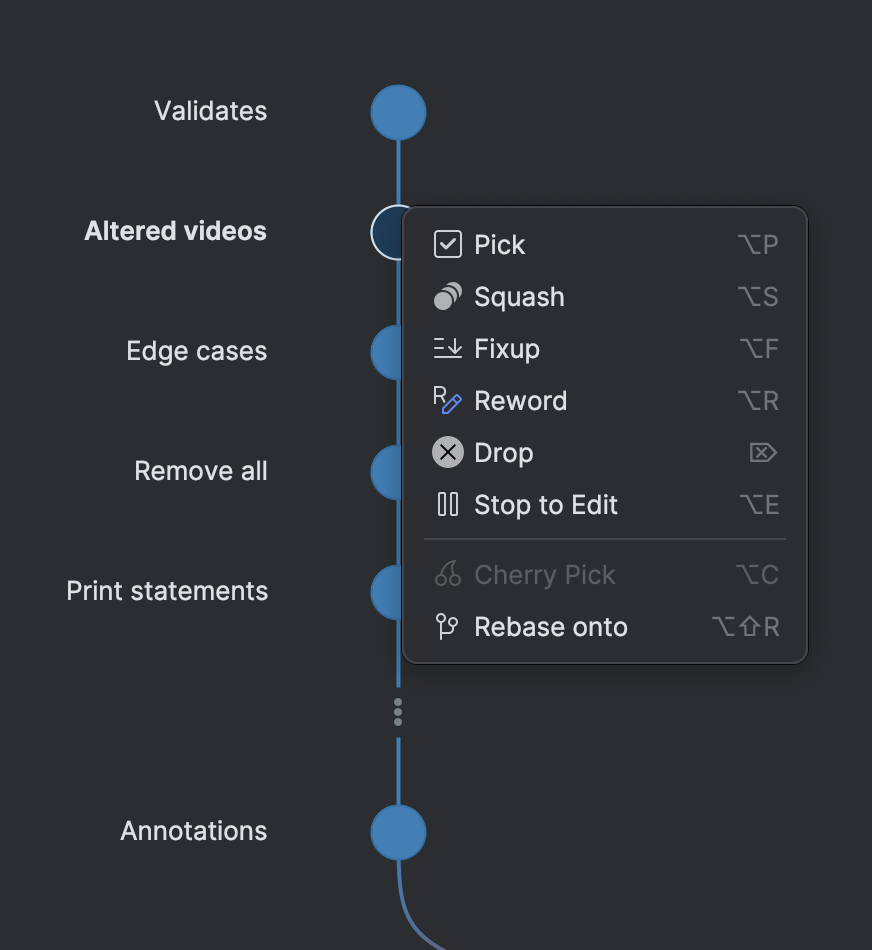 Validates
Altered videos
Edge cases
Remove all
Print statements
Annotations
Pick ⌥P
Squash ⌥S
Fixup ⌥F
Reword ⌥R
Drop ⌦
Stop to Edit ⌥E
Cherry Pick ⌥C
Rebase onto ⌥⇧R